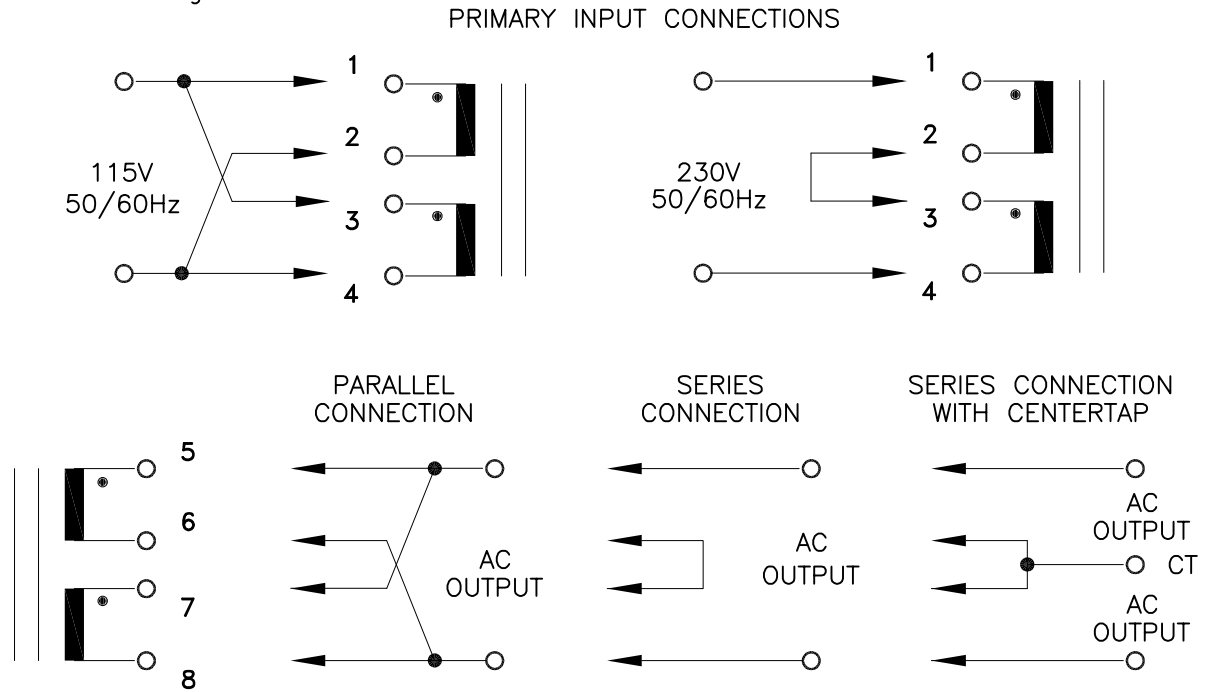 PRIMARY INPUT CONNECTIONS
1
2
3
4
115V
50/60Hz
1
2
3
4
230V
50/60Hz
PARALLEL
CONNECTION
SERIES
CONNECTION
SERIES CONNECTION
WITH CENTERTAP
5
6
7
8
AC
OUTPUT
AC
OUTPUT
AC
OUTPUT
CT
AC
OUTPUT